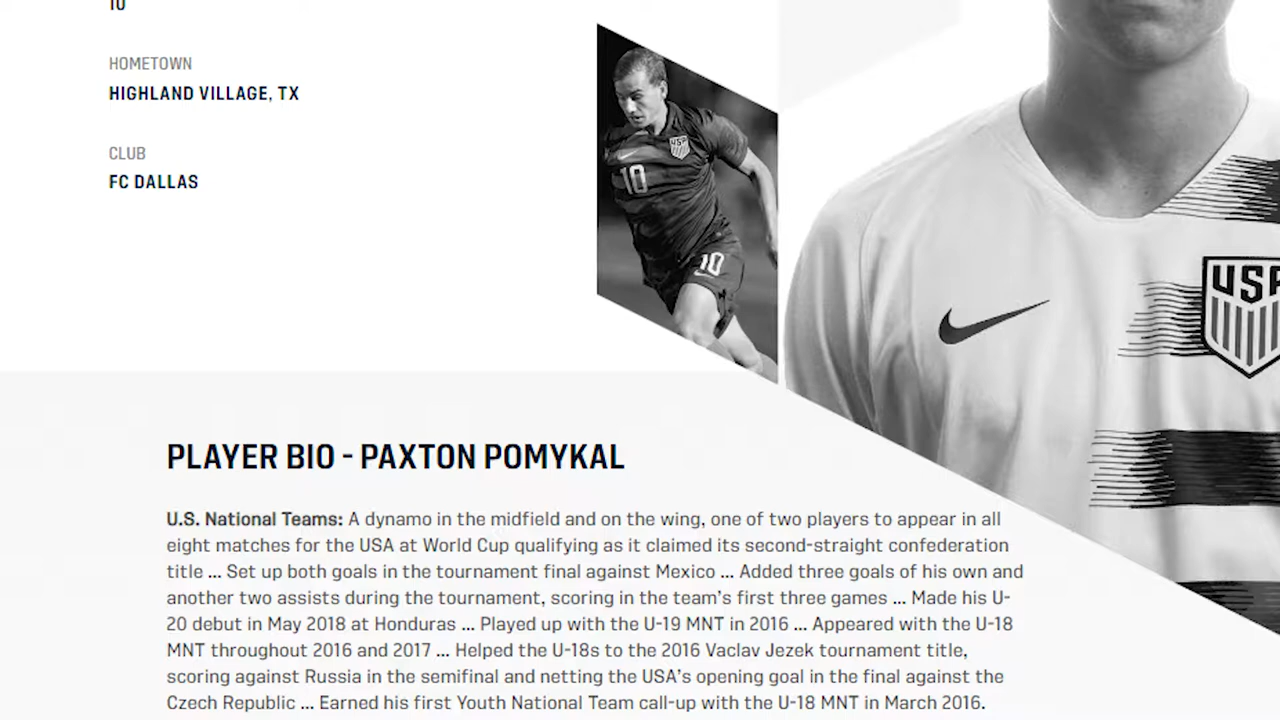 10
HOMETOWN
HIGHLAND VILLAGE, TX
CLUB
FC DALLAS
10
10
USA
PLAYER BIO - PAXTON POMYKAL
U.S. National Teams: A dynamo in the midfield and on the wing, one of two players to appear in all
eight matches for the USA at World Cup qualifying as it claimed its second-straight confederation
title ... Set up both goals in the tournament final against Mexico ... Added three goals of his own and
another two assists during the tournament, scoring in the team’s first three games ... Made his U-
20 debut in May 2018 at Honduras ... Played up with the U-19 MNT in 2016 ... Appeared with the U-18
MNT throughout 2016 and 2017 ... Helped the U-18s to the 2016 Vaclav Jezek tournament title,
scoring against Russia in the semifinal and netting the USA’s opening goal in the final against the
Czech Republic ... Earned his first Youth National Team call-up with the U-18 MNT in March 2016.